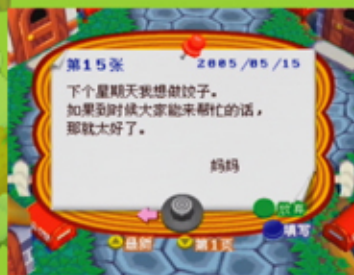 第15张 2005/05/15
下个星期天我想做饺子。
如果到时候大家能来帮忙的话，
那就太好了。
妈妈
填写
最新 第1页